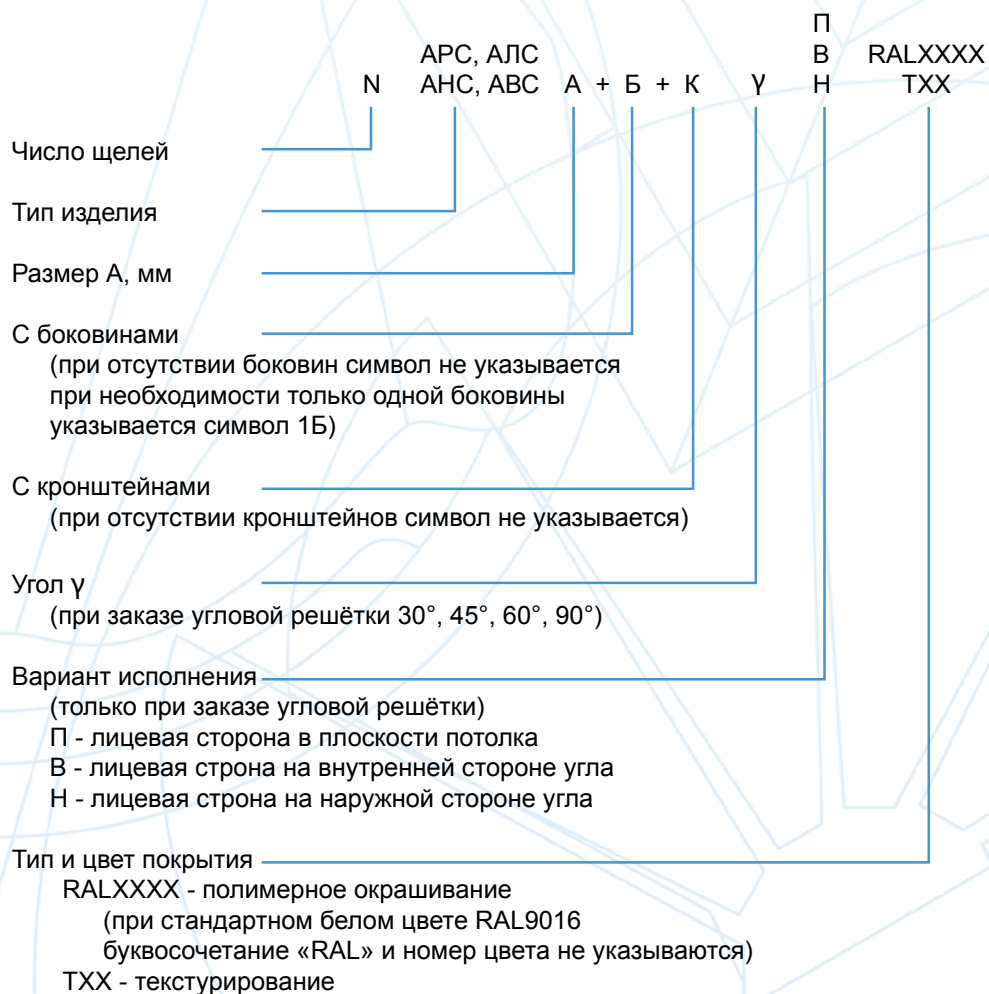 П
АРС, АЛС В RALXXXX
N АНС, АВС А + Б + К γ Н TXX
Число щелей
Тип изделия
Размер А, мм
С боковинами
(при отсутствии боковин символ не указывается
при необходимости только одной боковины
указывается символ 1Б)
С кронштейнами
(при отсутствии кронштейнов символ не указывается)
Угол γ
(при заказе угловой решётки 30°, 45°, 60°, 90°)
Вариант исполнения
(только при заказе угловой решётки)
П - лицевая сторона в плоскости потолка
В - лицевая строна на внутренней стороне угла
Н - лицевая строна на наружной стороне угла
Тип и цвет покрытия
RALXXXX - полимерное окрашивание
(при стандартном белом цвете RAL9016
буквосочетание «RAL» и номер цвета не указываются)
TXX - текстурирование